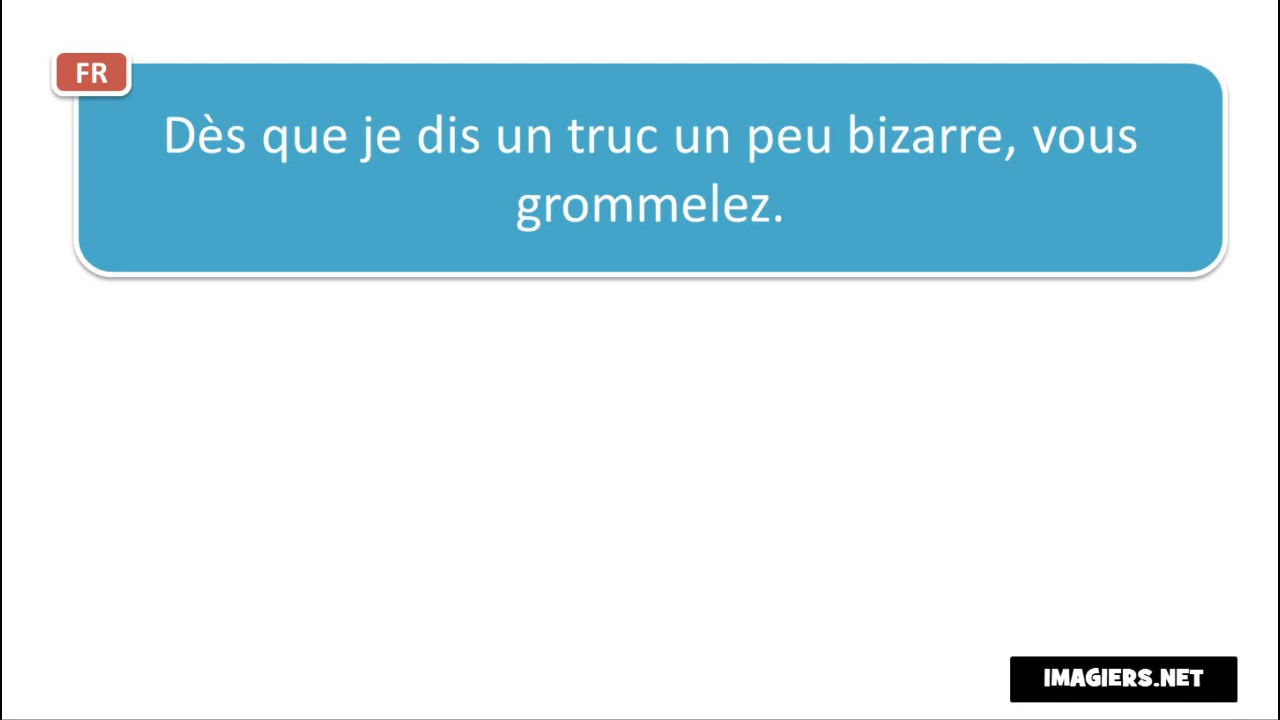 FR
Dès que je dis un truc un peu bizarre, vous
grommelez.
IMAGIERS.NET